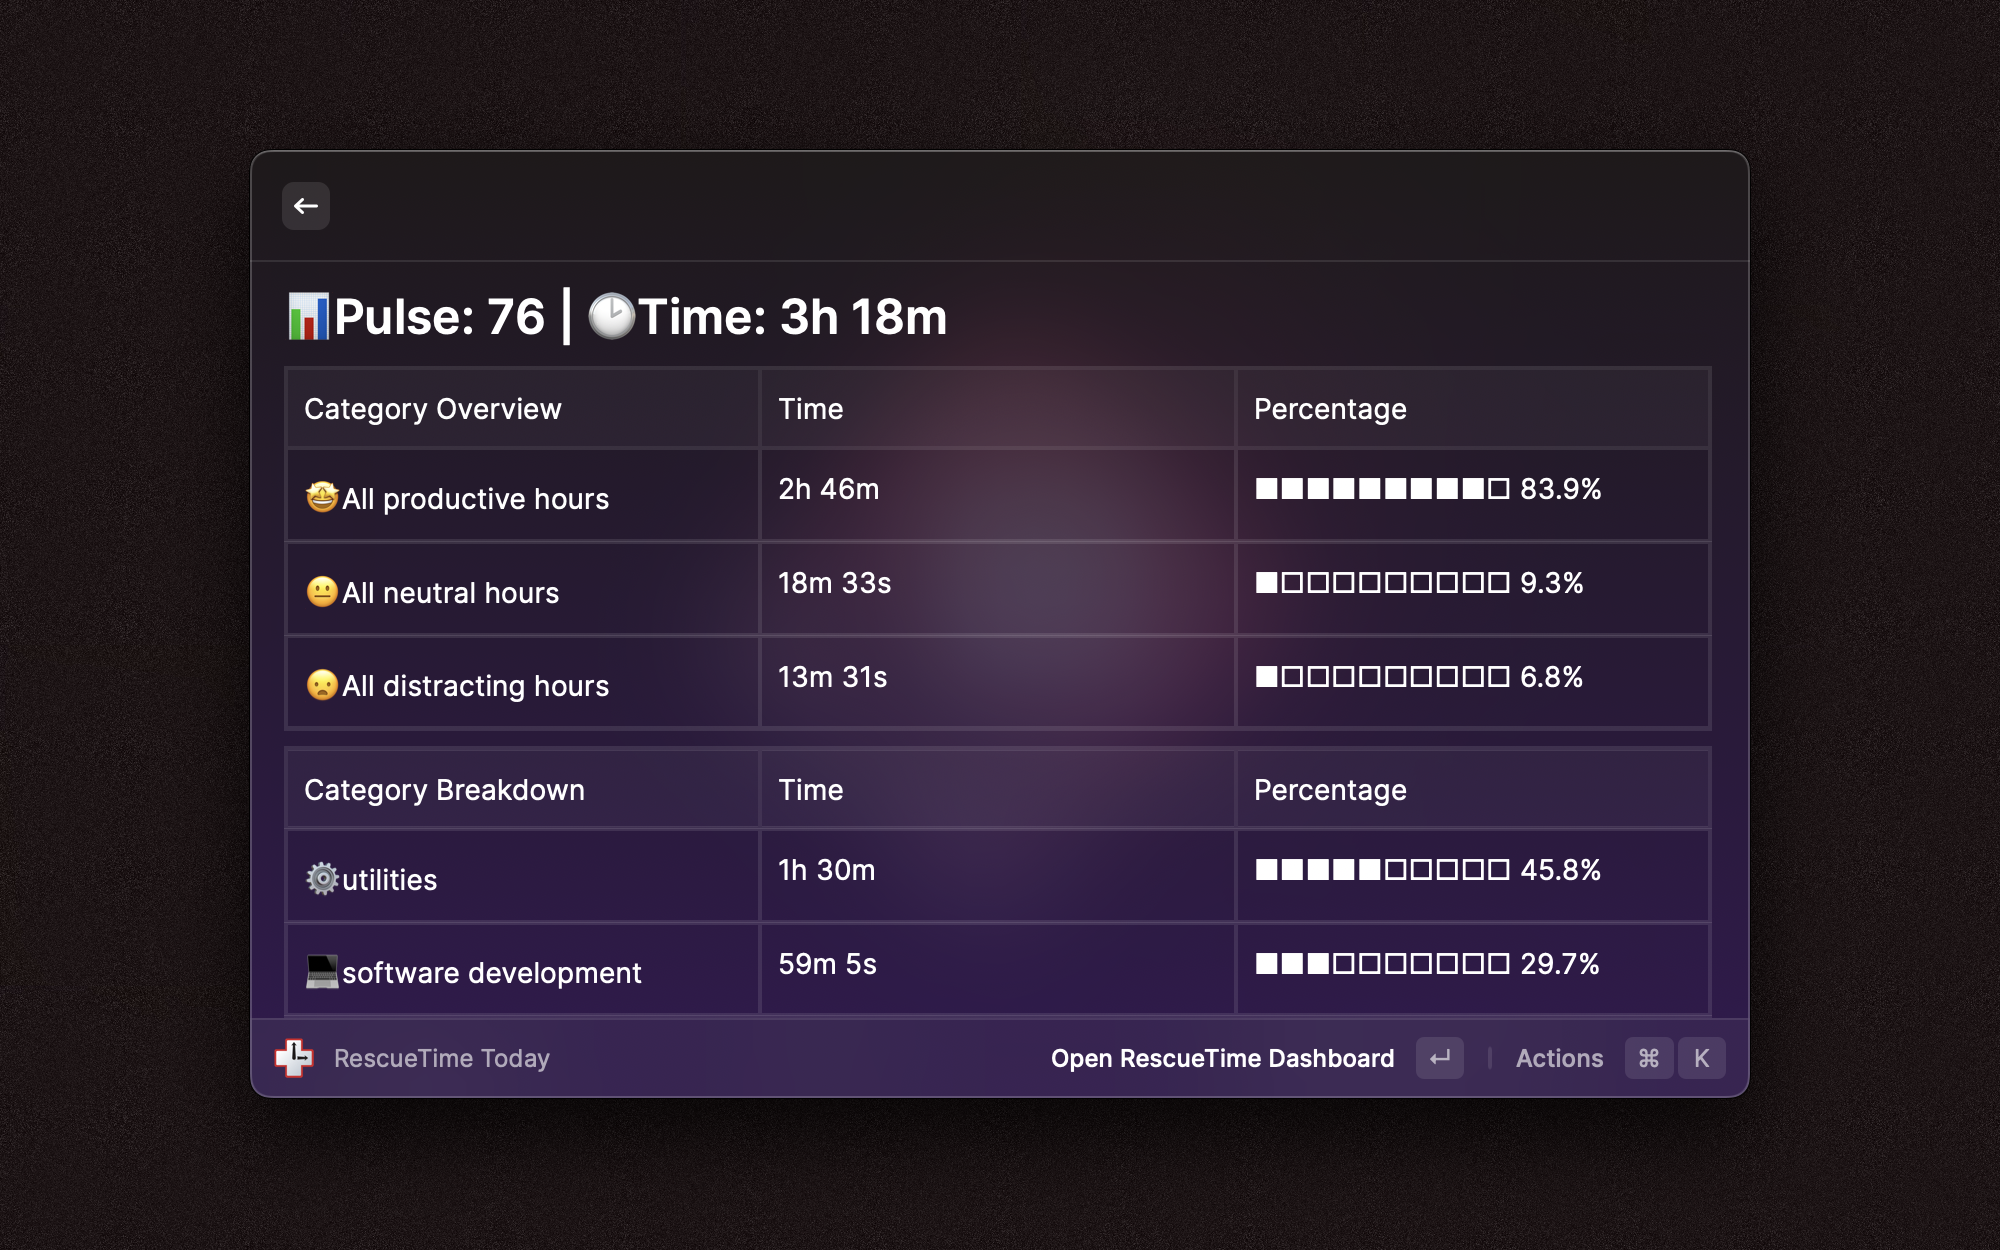 📊Pulse: 76 | 🕑Time: 3h 18m
Category Overview Time Percentage
🤩All productive hours 2h 46m ■■■■■■■■■□ 83.9%
😐All neutral hours 18m 33s ■□□□□□□□□□ 9.3%
😦All distracting hours 13m 31s ■□□□□□□□□□ 6.8%
Category Breakdown Time Percentage
⚙️utilities 1h 30m ■■■■■□□□□□ 45.8%
💻software development 59m 5s ■■■□□□□□□□ 29.7%
RescueTime Today Open RescueTime Dashboard ↵ | Actions ⌘ K